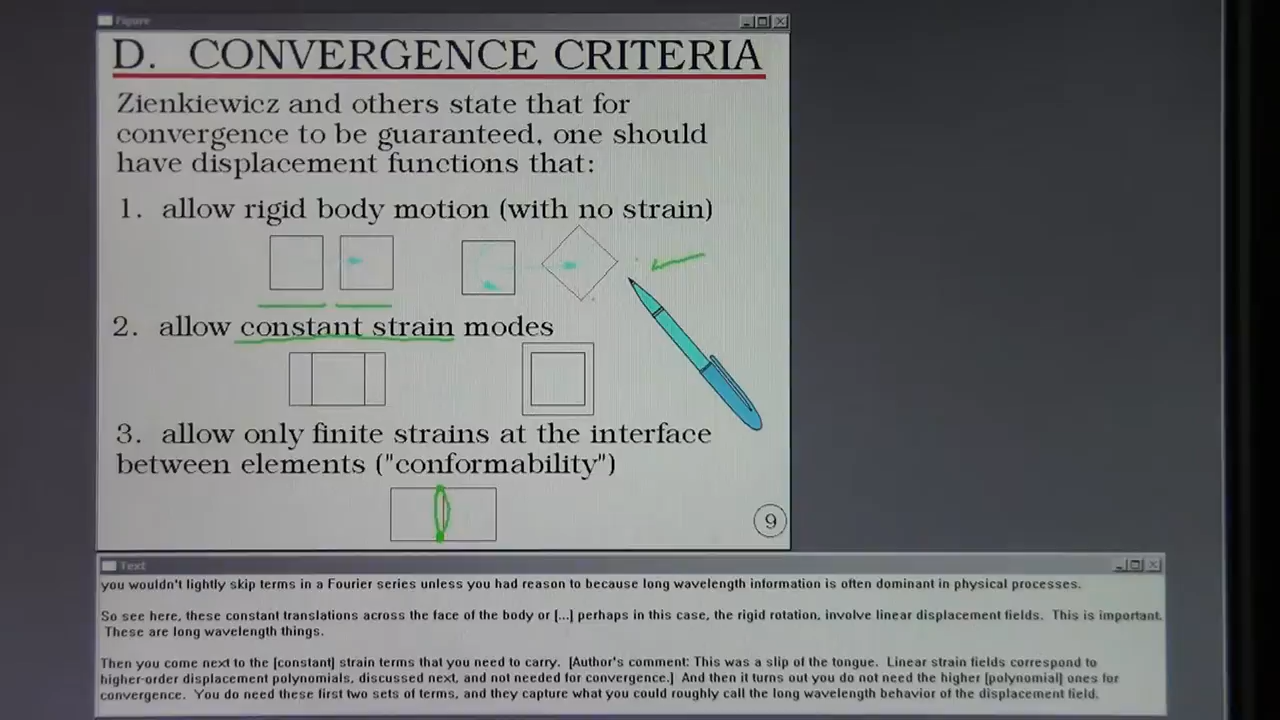 Figure
D. CONVERGENCE CRITERIA
Zienkiewicz and others state that for
convergence to be guaranteed, one should
have displacement functions that:
1. allow rigid body motion (with no strain)
2. allow constant strain modes
3. allow only finite strains at the interface
between elements ("conformability")
9
Text
you wouldn't lightly skip terms in a Fourier series unless you had reason to because long wavelength information is often dominant in physical processes.
So see here, these constant translations across the face of the body or [...] perhaps in this case, the rigid rotation, involve linear displacement fields. This is important.
These are long wavelength things.
Then you come next to the [constant] strain terms that you need to carry. [Author's comment: This was a slip of the tongue. Linear strain fields correspond to
higher-order displacement polynomials, discussed next, and not needed for convergence.] And then it turns out you do not need the higher [polynomial] ones for
convergence. You do need these first two sets of terms, and they capture what you could roughly call the long wavelength behavior of the displacement field.